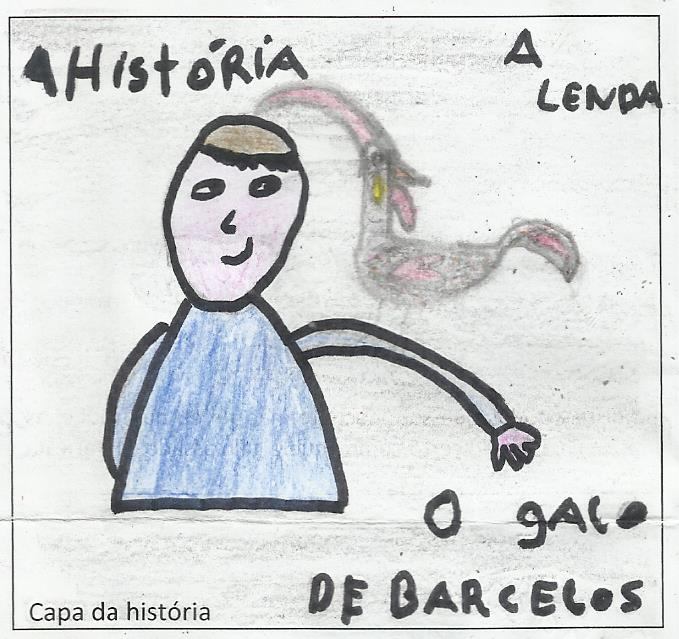 A HistÓRiA
A
LENDA
O gALO
DE BARCELOS
Capa da história